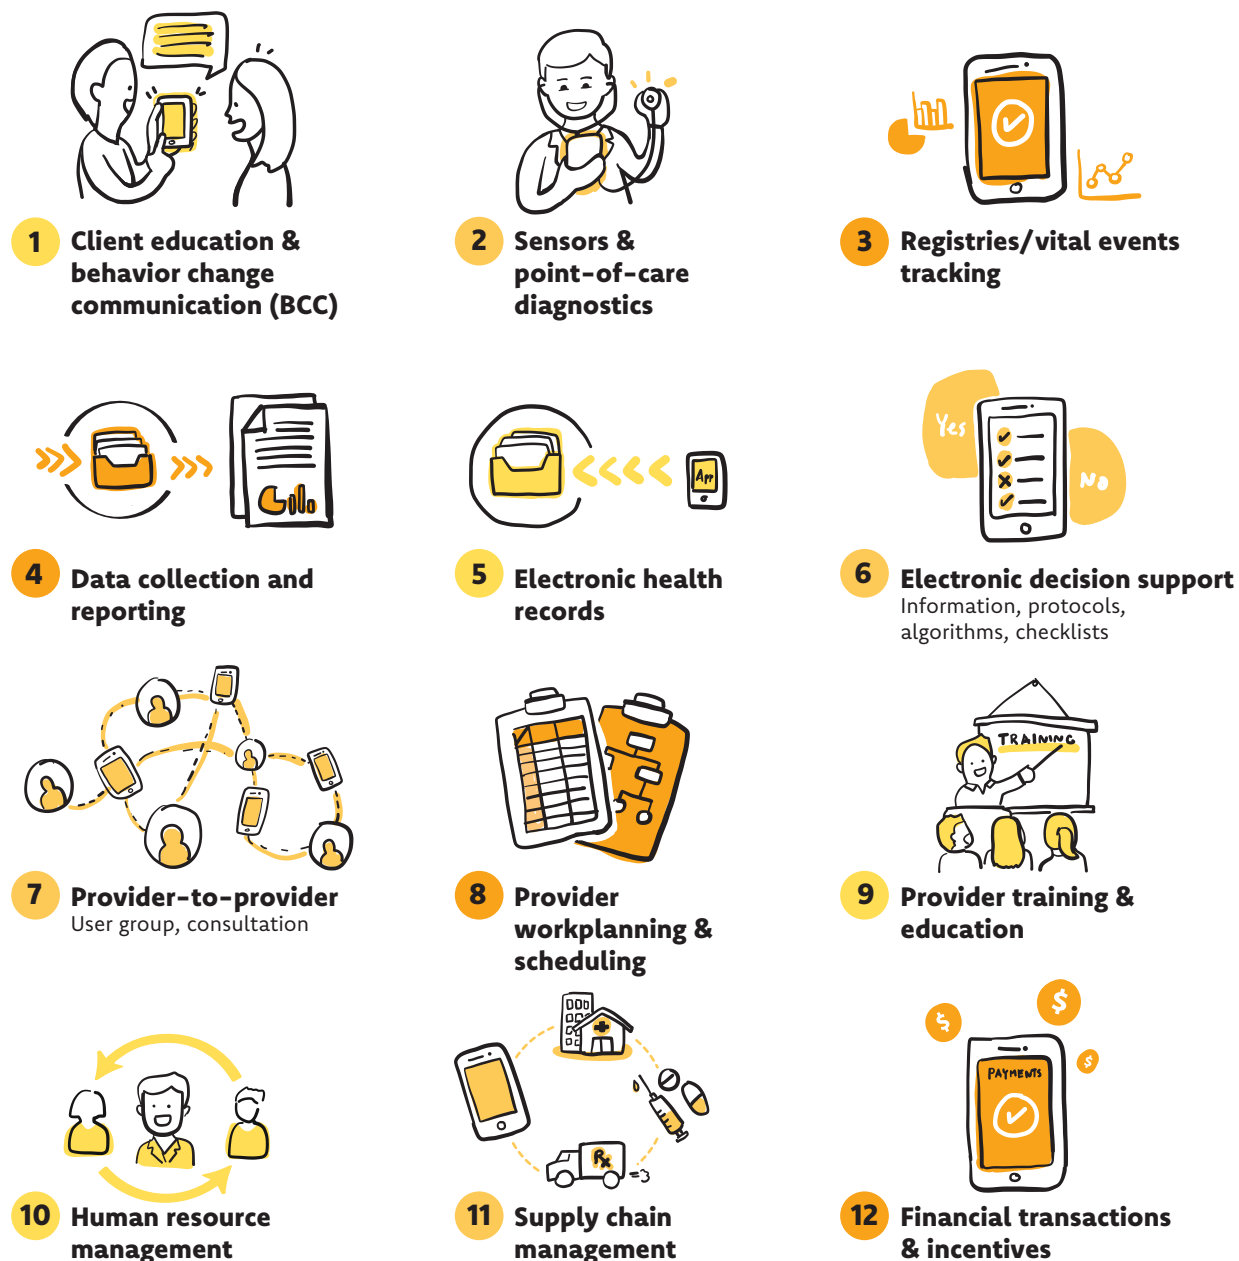 1 Client education &
behavior change
communication (BCC)
2 Sensors &
point-of-care
diagnostics
3 Registries/vital events
tracking
App
Yes
No
4 Data collection and
reporting
5 Electronic health
records
6 Electronic decision support
Information, protocols,
algorithms, checklists
TRAINING
7 Provider-to-provider
User group, consultation
8 Provider
workplanning &
scheduling
9 Provider training &
education
$
$
$
PAYMENTS
Rx
10 Human resource
management
11 Supply chain
management
12 Financial transactions
& incentives